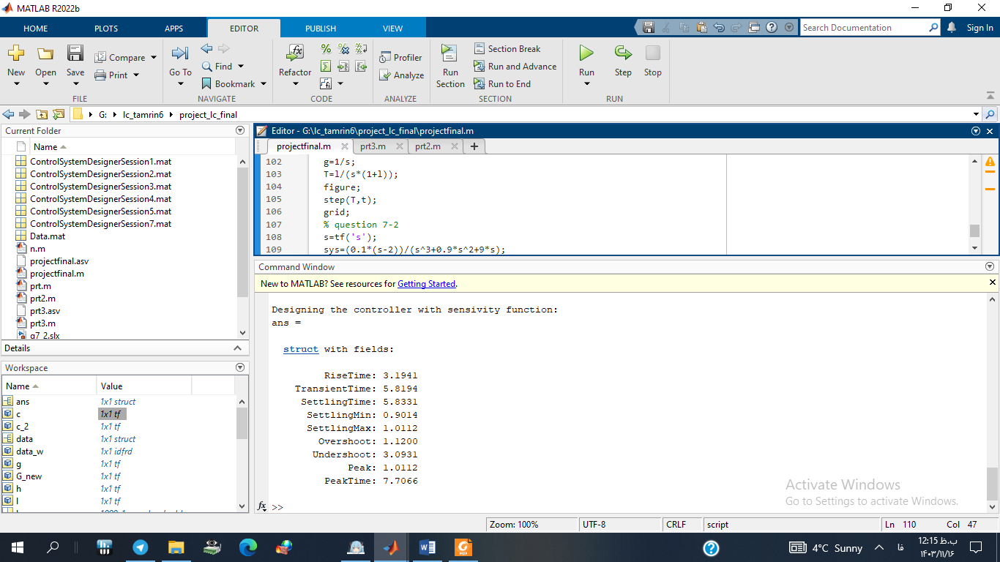 MATLAB R2022b
HOME PLOTS APPS EDITOR PUBLISH VIEW Search Documentation Sign In
New Open Save Compare Print Go To Find Bookmark Refactor Profiler Analyze Run Section Section Break Run and Advance Run to End Run Step Stop
FILE NAVIGATE CODE ANALYZE SECTION RUN
G: lc_tamrin6 project_lc_final
Current Folder
Name
ControlSystemDesignerSession1.mat
ControlSystemDesignerSession2.mat
ControlSystemDesignerSession3.mat
ControlSystemDesignerSession4.mat
ControlSystemDesignerSession5.mat
ControlSystemDesignerSession7.mat
Data.mat
n.m
projectfinal.asv
projectfinal.m
prt.m
prt2.m
prt3.asv
prt3.m
q7_2.slx
Details
Workspace
Name Value
ans 1x1 struct
c 1x1 tf
c_2 1x1 tf
data 1x1 struct
data_w 1x1 idfrd
g 1x1 tf
G_new 1x1 tf
h 1x1 tf
l 1x1 tf
Editor - G:\lc_tamrin6\project_lc_final\projectfinal.m
projectfinal.m prt3.m prt2.m
102 g=1/s;
103 T=l/(s*(1+l));
104 figure;
105 step(T,t);
106 grid;
107 % question 7-2
108 s=tf('s');
109 sys=(0.1*(s-2))/(s^3+0.9*s^2+9*s);
Command Window
New to MATLAB? See resources for Getting Started.
Designing the controller with sensivity function:
ans =
struct with fields:
RiseTime: 3.1941
TransientTime: 5.8194
SettlingTime: 5.8331
SettlingMin: 0.9014
SettlingMax: 1.0112
Overshoot: 1.1200
Undershoot: 3.0931
Peak: 1.0112
PeakTime: 7.7066
fx >>
Activate Windows
Go to Settings to activate Windows.
Zoom: 100% UTF-8 CRLF script Ln 110 Col 47
4°C Sunny فا 12:15 ب.ظ
۱۴۰۳/۱۱/۱۶